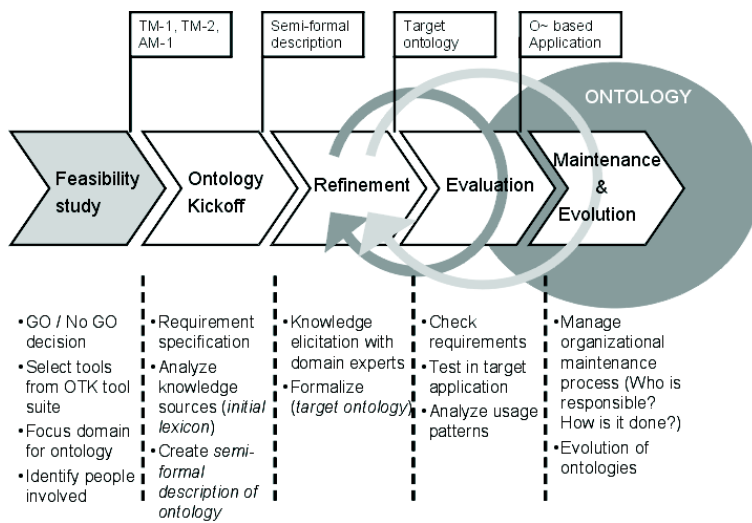 TM-1, TM-2,
AM-1
Semi-formal
description
Target
ontology
O~ based
Application
ONTOLOGY
Feasibility
study
Ontology
Kickoff
Refinement
Evaluation
Maintenance
&
Evolution
•GO / No GO
decision
•Select tools
from OTK tool
suite
•Focus domain
for ontology
•Identify people
involved
•Requirement
specification
•Analyze
knowledge
sources (initial
lexicon)
•Create semi-
formal
description of
ontology
•Knowledge
elicitation with
domain experts
•Formalize
(target ontology)
•Check
requirements
•Test in target
application
•Analyze usage
patterns
•Manage
organizational
maintenance
process (Who is
responsible?
How is it done?)
•Evolution of
ontologies